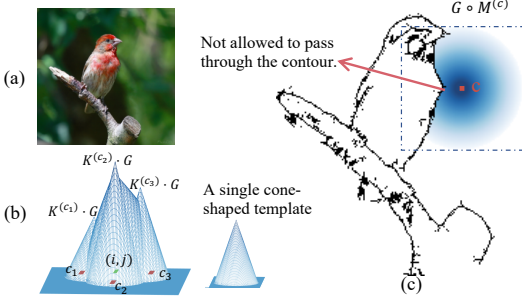 (a)
G ∘ M^(c)
Not allowed to pass
through the contour.
c
K^(c₂) · G
K^(c₃) · G
K^(c₁) · G
(b)
A single cone-
shaped template
c₁
(i, j)
c₃
c₂
(c)